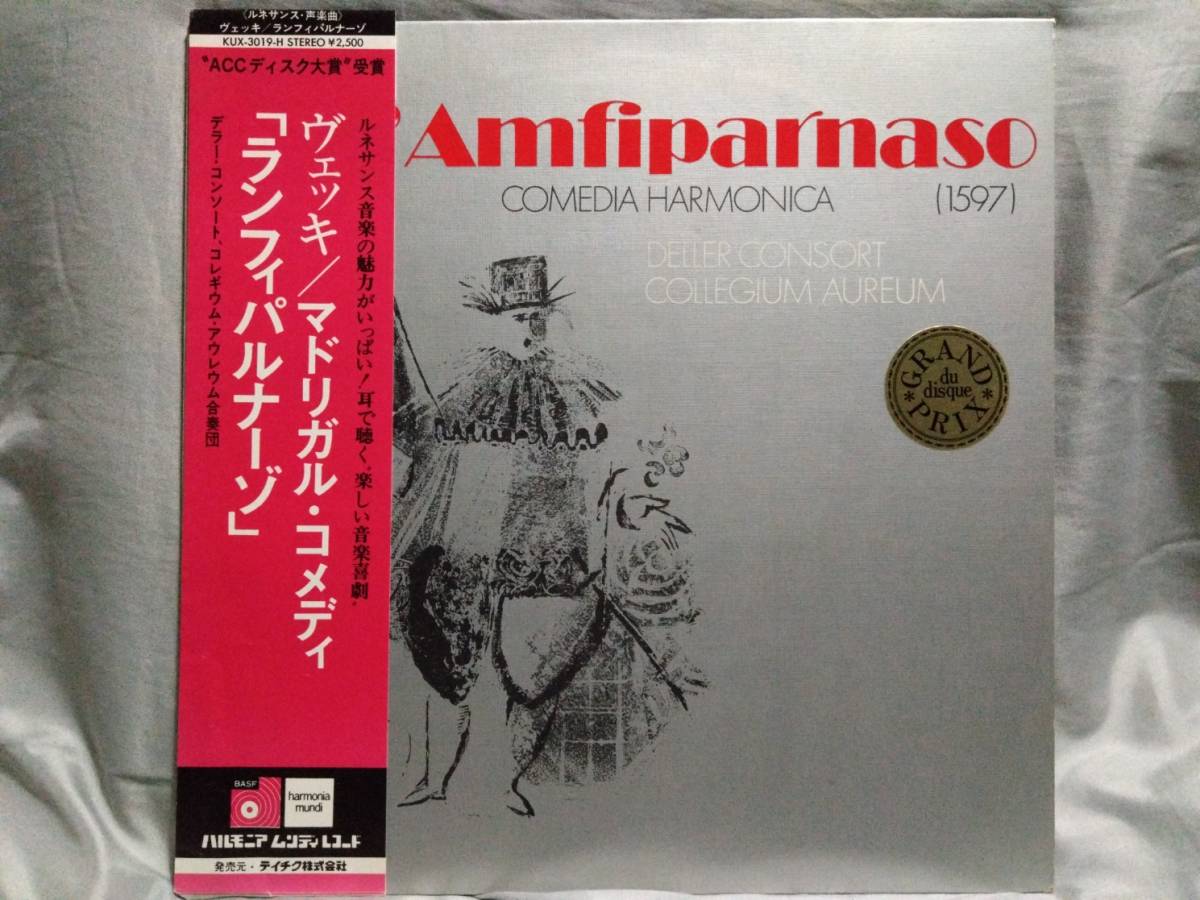 〈ルネサンス・声楽曲〉
ヴェッキ/ランフィパルナーゾ
KUX-3019-H STEREO ¥2,500
"ACCディスク大賞"受賞
ルネサンス音楽の魅力がいっぱい!耳で聴く“楽しい音楽喜劇”
ヴェッキ/マドリガル・コメディ
「ランフィパルナーゾ」
デラー・コンソート、コレギウム・アウレウム合奏団
BASF
harmonia
mundi
ハルモニア ムンディ レコード
発売元・テイチク株式会社
Amfiparnaso
COMEDIA HARMONICA (1597)
DELLER CONSORT
COLLEGIUM AUREUM
GRAND
du
disque
PRIX